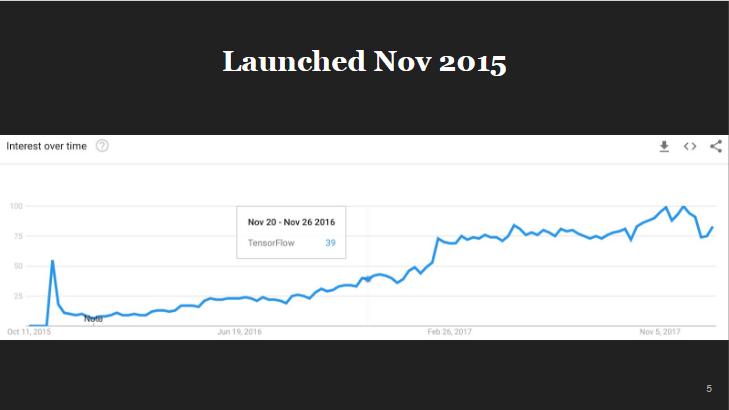 Launched Nov 2015
Interest over time ?
100
75
50
25
Nov 20 - Nov 26 2016
TensorFlow 39
Note
Oct 11, 2015 Jun 19, 2016 Feb 26, 2017 Nov 5, 2017
5